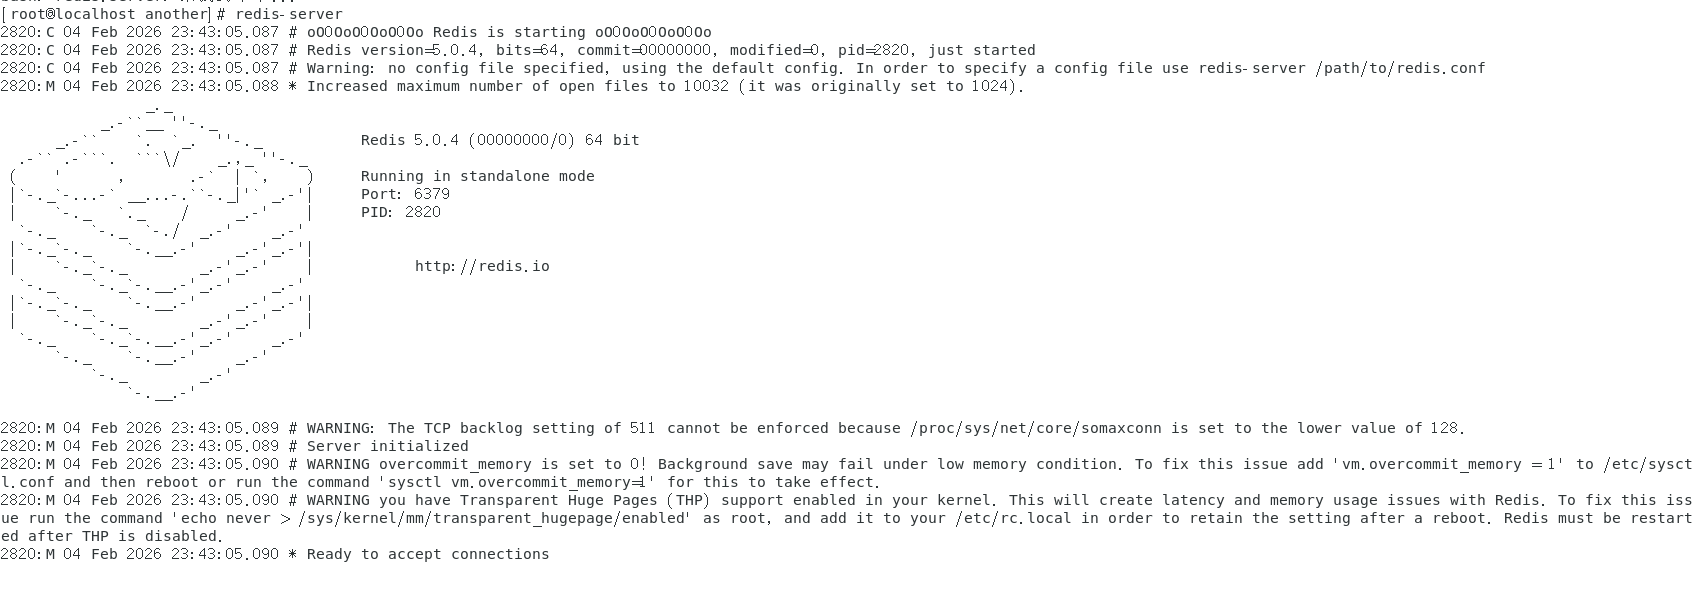 [root@localhost another]# redis-server
2820:C 04 Feb 2026 23:43:05.087 # oO0OoO0OoO0Oo Redis is starting oO0OoO0OoO0Oo
2820:C 04 Feb 2026 23:43:05.087 # Redis version=5.0.4, bits=64, commit=00000000, modified=0, pid=2820, just started
2820:C 04 Feb 2026 23:43:05.087 # Warning: no config file specified, using the default config. In order to specify a config file use redis-server /path/to/redis.conf
2820:M 04 Feb 2026 23:43:05.088 * Increased maximum number of open files to 10032 (it was originally set to 1024).
Redis 5.0.4 (00000000/0) 64 bit
Running in standalone mode
Port: 6379
PID: 2820
http://redis.io
2820:M 04 Feb 2026 23:43:05.089 # WARNING: The TCP backlog setting of 511 cannot be enforced because /proc/sys/net/core/somaxconn is set to the lower value of 128.
2820:M 04 Feb 2026 23:43:05.089 # Server initialized
2820:M 04 Feb 2026 23:43:05.090 # WARNING overcommit_memory is set to 0! Background save may fail under low memory condition. To fix this issue add 'vm.overcommit_memory = 1' to /etc/sysct
l.conf and then reboot or run the command 'sysctl vm.overcommit_memory=1' for this to take effect.
2820:M 04 Feb 2026 23:43:05.090 # WARNING you have Transparent Huge Pages (THP) support enabled in your kernel. This will create latency and memory usage issues with Redis. To fix this iss
ue run the command 'echo never > /sys/kernel/mm/transparent_hugepage/enabled' as root, and add it to your /etc/rc.local in order to retain the setting after a reboot. Redis must be restart
ed after THP is disabled.
2820:M 04 Feb 2026 23:43:05.090 * Ready to accept connections